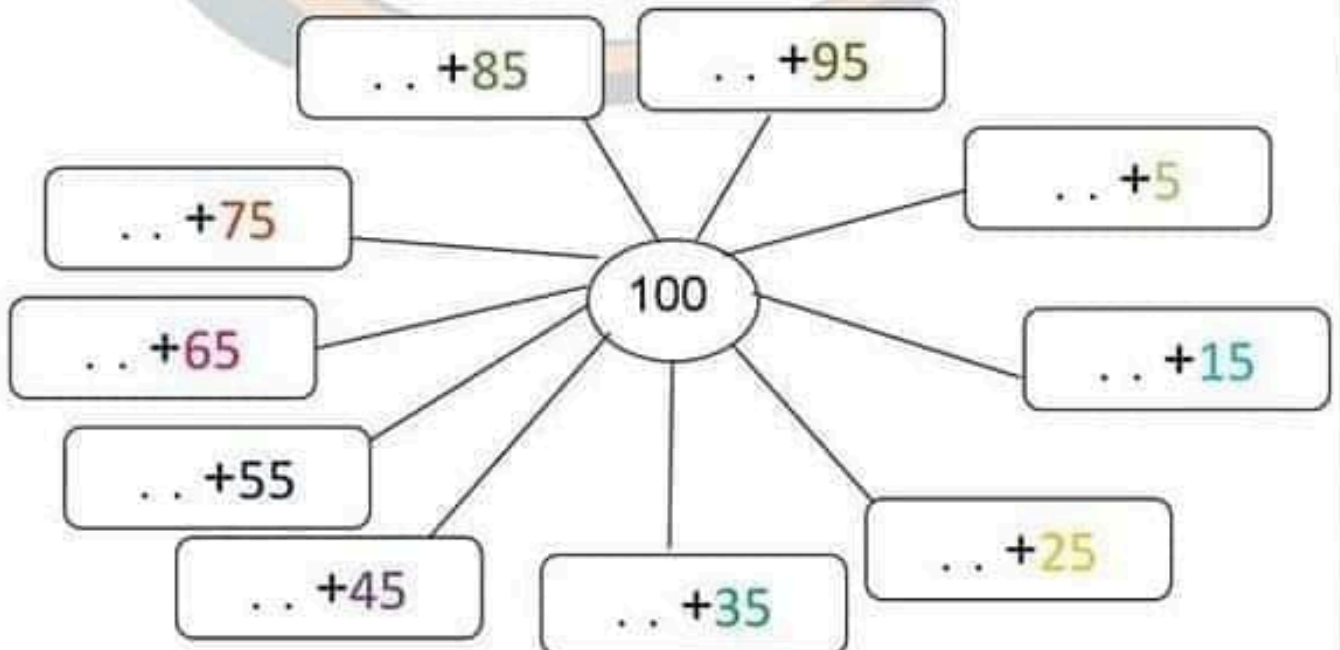 . . +85
. . +95
. . +5
. . +75
100
. . +65
. . +15
. . +55
. . +25
. . +45
. . +35